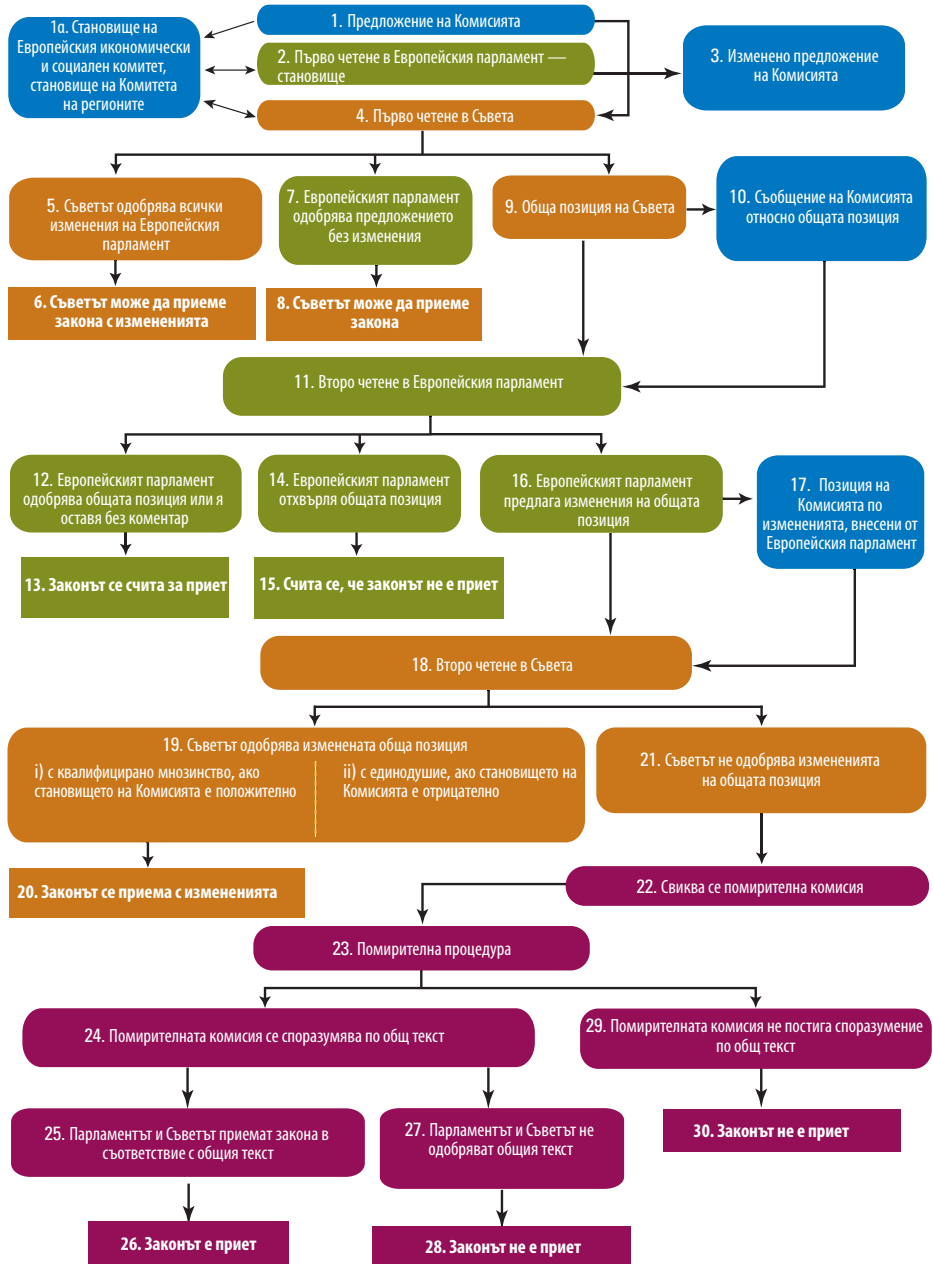 1α. Становище на
Европейския икономически
и социален комитет,
становище на Комитета
на регионите
1. Предложение на Комисията
2. Първо четене в Европейския парламент —
становище
3. Изменено предложение
на Комисията
4. Първо четене в Съвета
5. Съветът одобрява всички
изменения на Европейския
парламент
7. Европейският парламент
одобрява предложението
без изменения
9. Обща позиция на Съвета
10. Съобщение на Комисията
относно общата позиция
6. Съветът може да приеме
закона с измененията
8. Съветът може да приеме
закона
11. Второ четене в Европейския парламент
12. Европейският парламент
одобрява общата позиция или я
оставя без коментар
14. Европейският парламент
отхвърля общата позиция
16. Европейският парламент
предлага изменения на общата
позиция
17. Позиция на
Комисията по
измененията, внесени от
Европейския парламент
13. Законът се счита за приет
15. Счита се, че законът не е приет
18. Второ четене в Съвета
19. Съветът одобрява изменената обща позиция
i) с квалифицирано мнозинство, ако
становището на Комисията е положително
ii) с единодушие, ако становището на
Комисията е отрицателно
21. Съветът не одобрява измененията
на общата позиция
20. Законът се приема с измененията
22. Свиква се помирителна комисия
23. Помирителна процедура
24. Помирителната комисия се споразумява по общ текст
29. Помирителната комисия не постига споразумение
по общ текст
25. Парламентът и Съветът приемат закона в
съответствие с общия текст
27. Парламентът и Съветът не
одобряват общия текст
30. Законът не е приет
26. Законът е приет
28. Законът не е приет